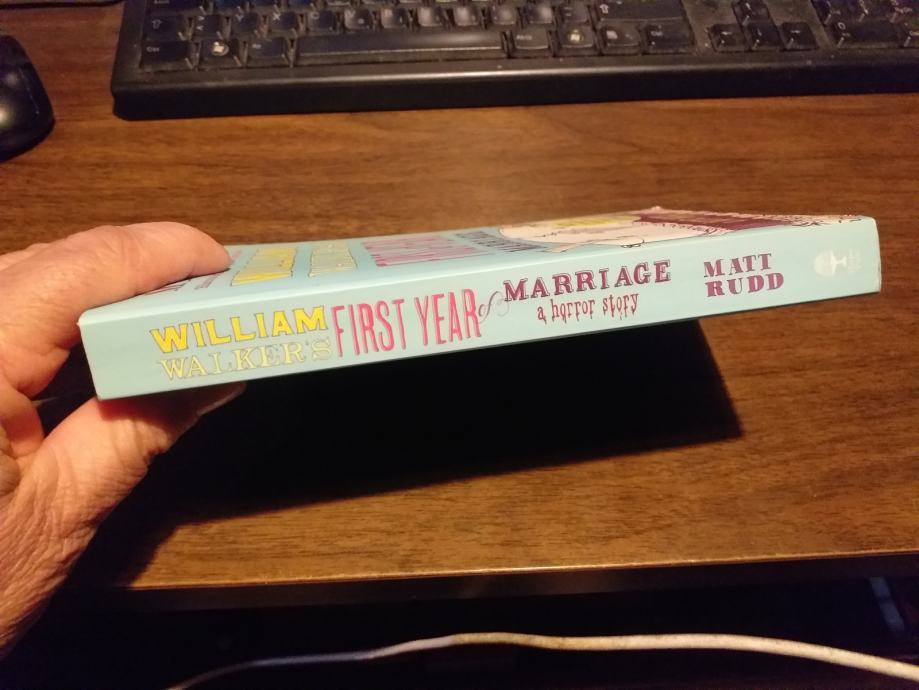 WILLIAM
WALKER'S
FIRST YEAR
of
MARRIAGE
a horror story
MATT
RUDD